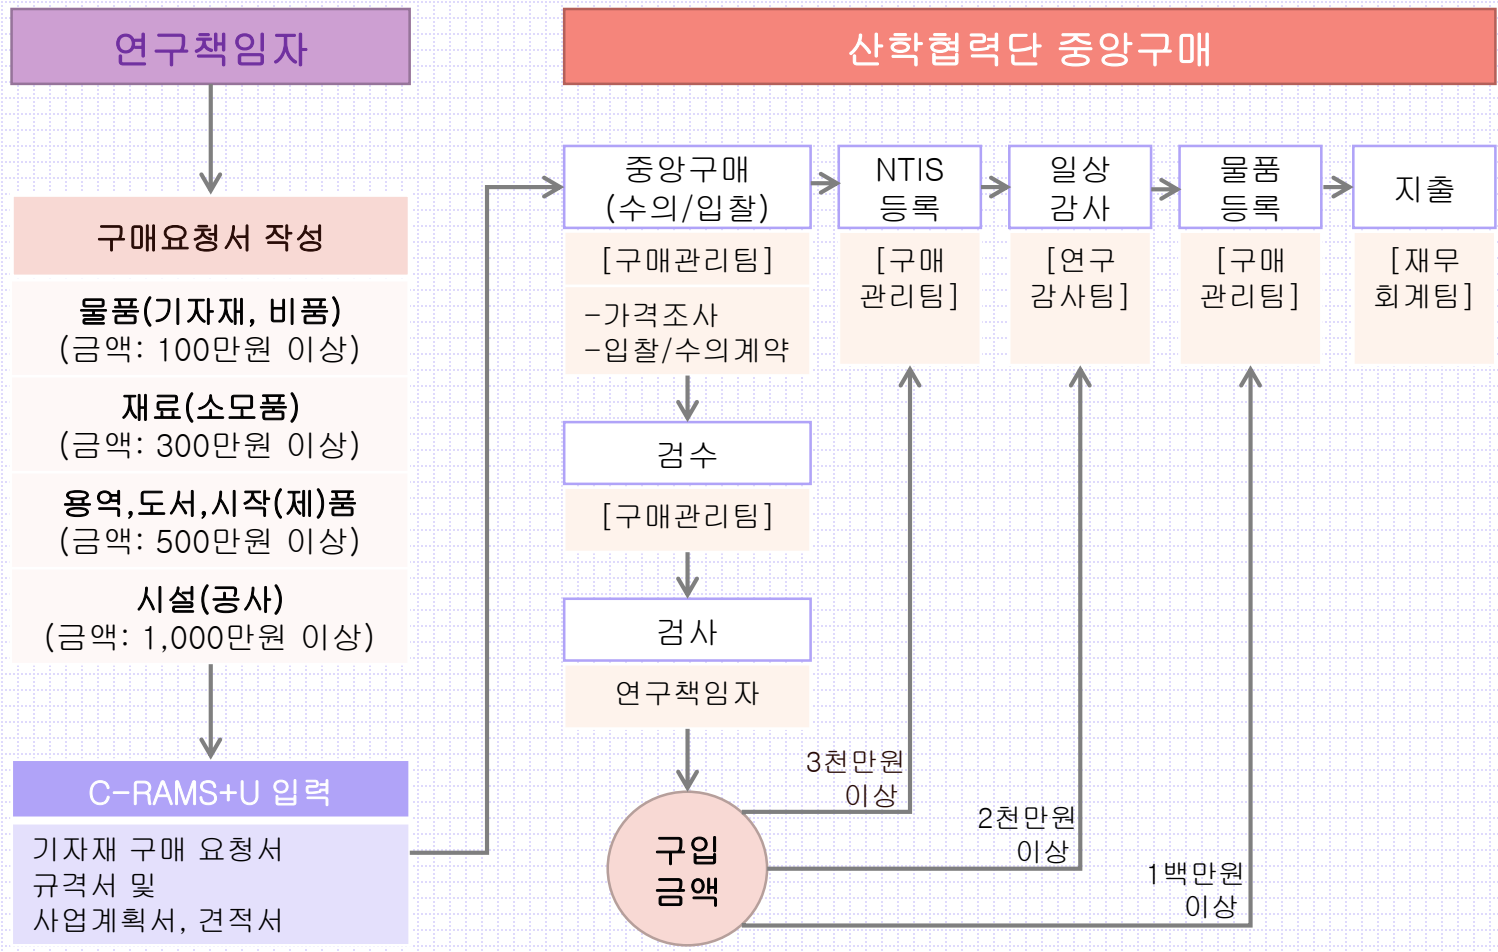 연구책임자
구매요청서 작성
물품(기자재, 비품)
(금액: 100만원 이상)
재료(소모품)
(금액: 300만원 이상)
용역,도서,시작(제)품
(금액: 500만원 이상)
시설(공사)
(금액: 1,000만원 이상)
C-RAMS+U 입력
기자재 구매 요청서
규격서 및
사업계획서, 견적서
산학협력단 중앙구매
중앙구매
(수의/입찰)
[구매관리팀]
-가격조사
-입찰/수의계약
검수
[구매관리팀]
검사
연구책임자
구입
금액
3천만원
이상
2천만원
이상
1백만원
이상
NTIS
등록
[구매
관리팀]
일상
감사
[연구
감사팀]
물품
등록
[구매
관리팀]
지출
[재무
회계팀]